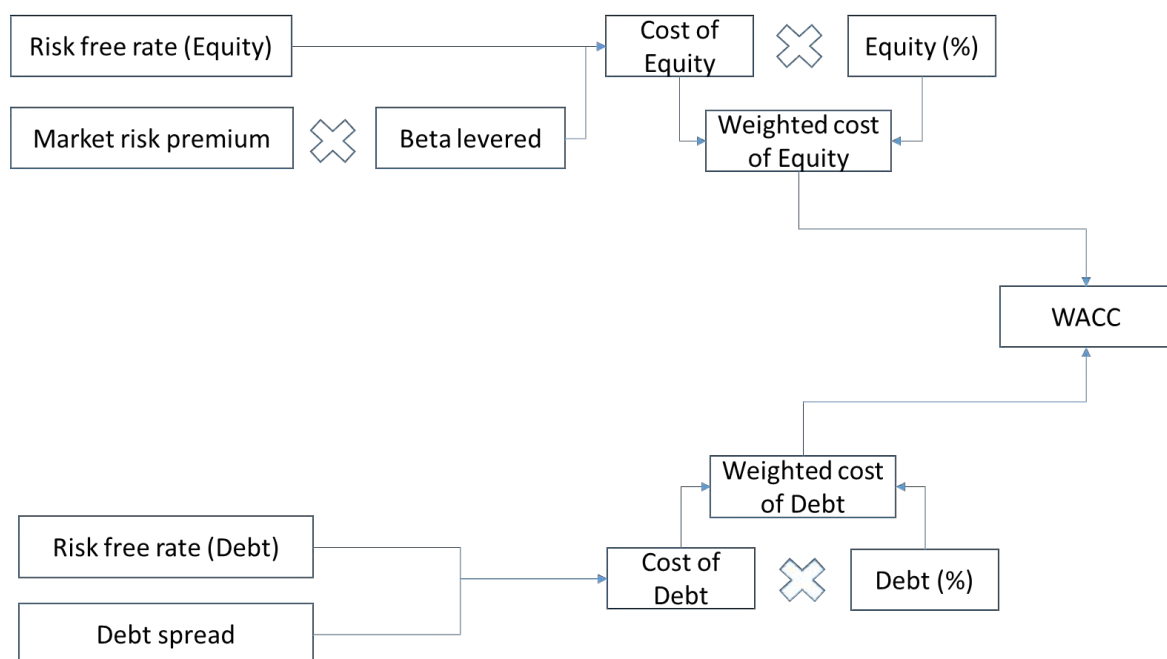 Risk free rate (Equity)
Cost of
Equity
Equity (%)
Market risk premium
Beta levered
Weighted cost
of Equity
WACC
Weighted cost
of Debt
Risk free rate (Debt)
Cost of
Debt
Debt (%)
Debt spread